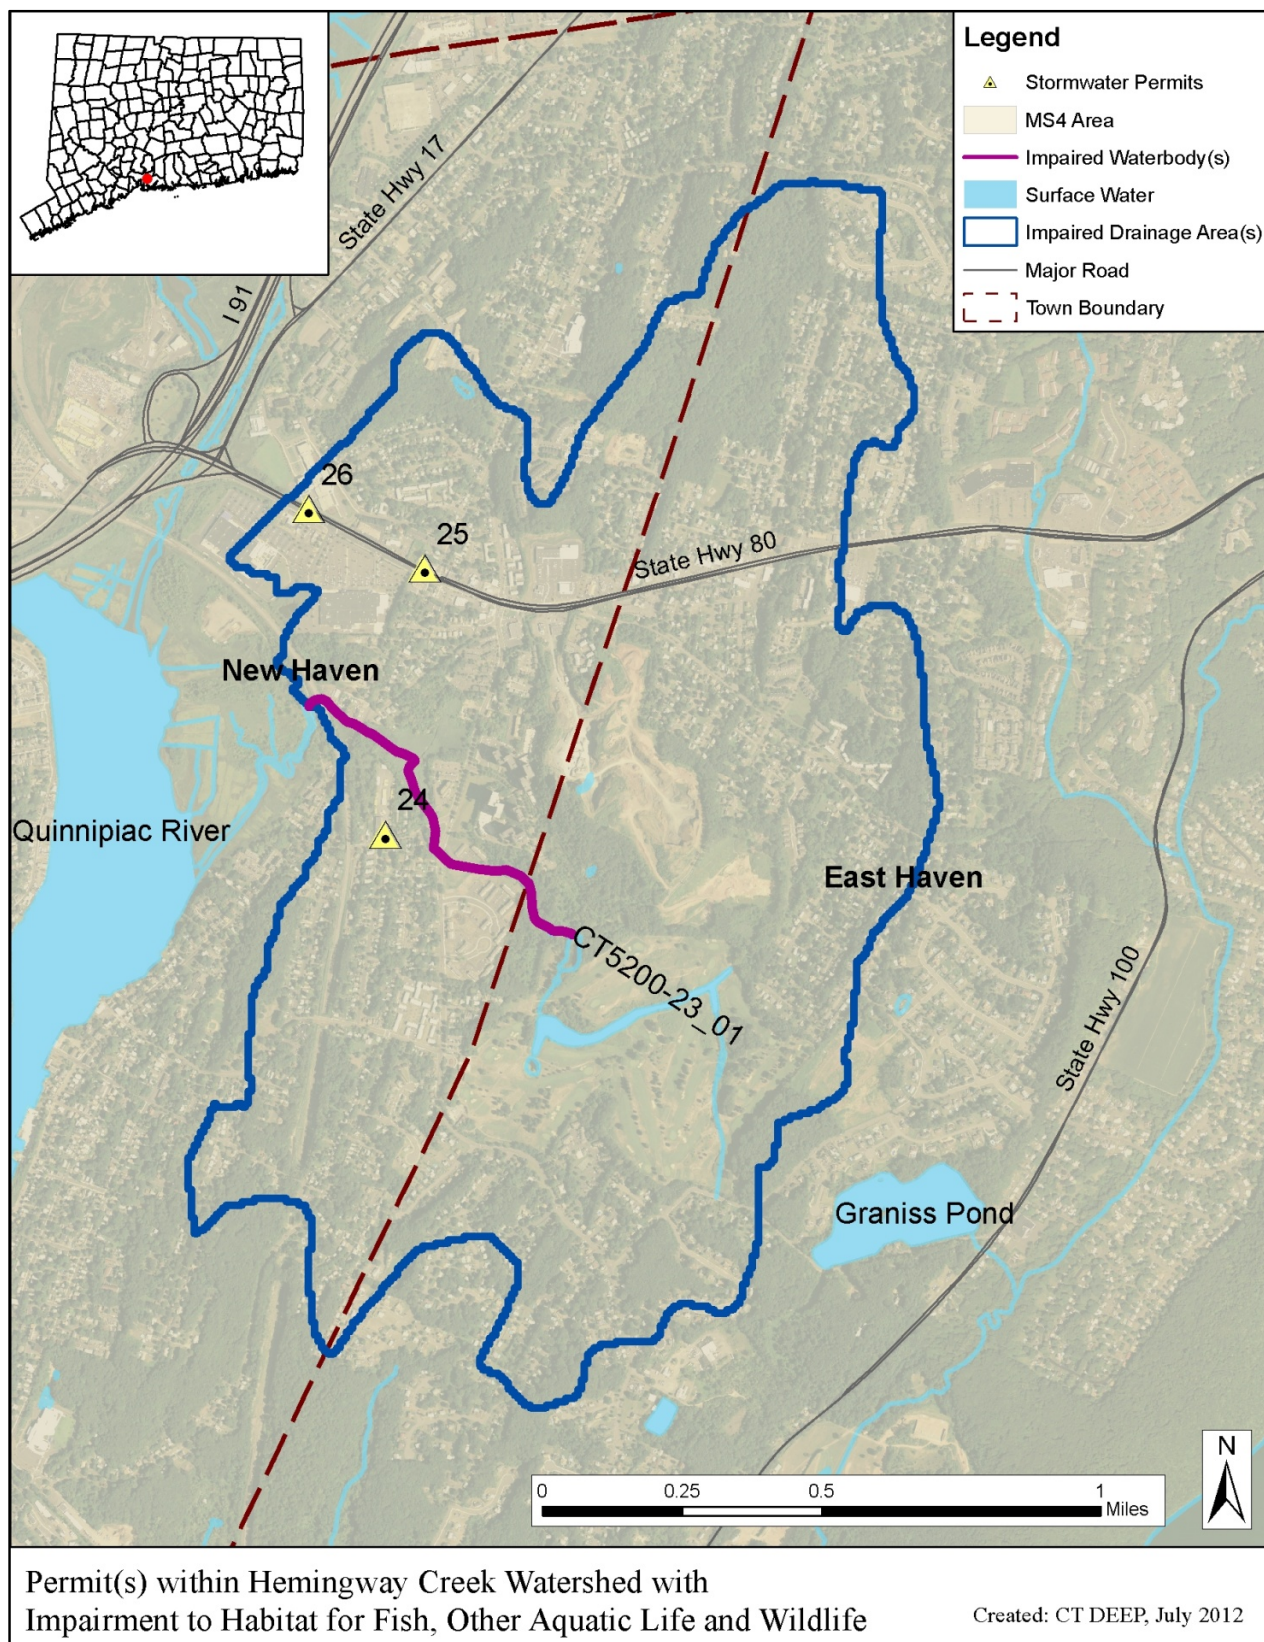 Legend
Stormwater Permits
MS4 Area
Impaired Waterbody(s)
Surface Water
Impaired Drainage Area(s)
Major Road
Town Boundary
State Hwy 17
I 91
26
25
State Hwy 80
New Haven
24
Quinnipiac River
East Haven
CT5200-23_01
State Hwy 100
Graniss Pond
N
0 0.25 0.5 1
Miles
Permit(s) within Hemingway Creek Watershed with
Impairment to Habitat for Fish, Other Aquatic Life and Wildlife
Created: CT DEEP, July 2012